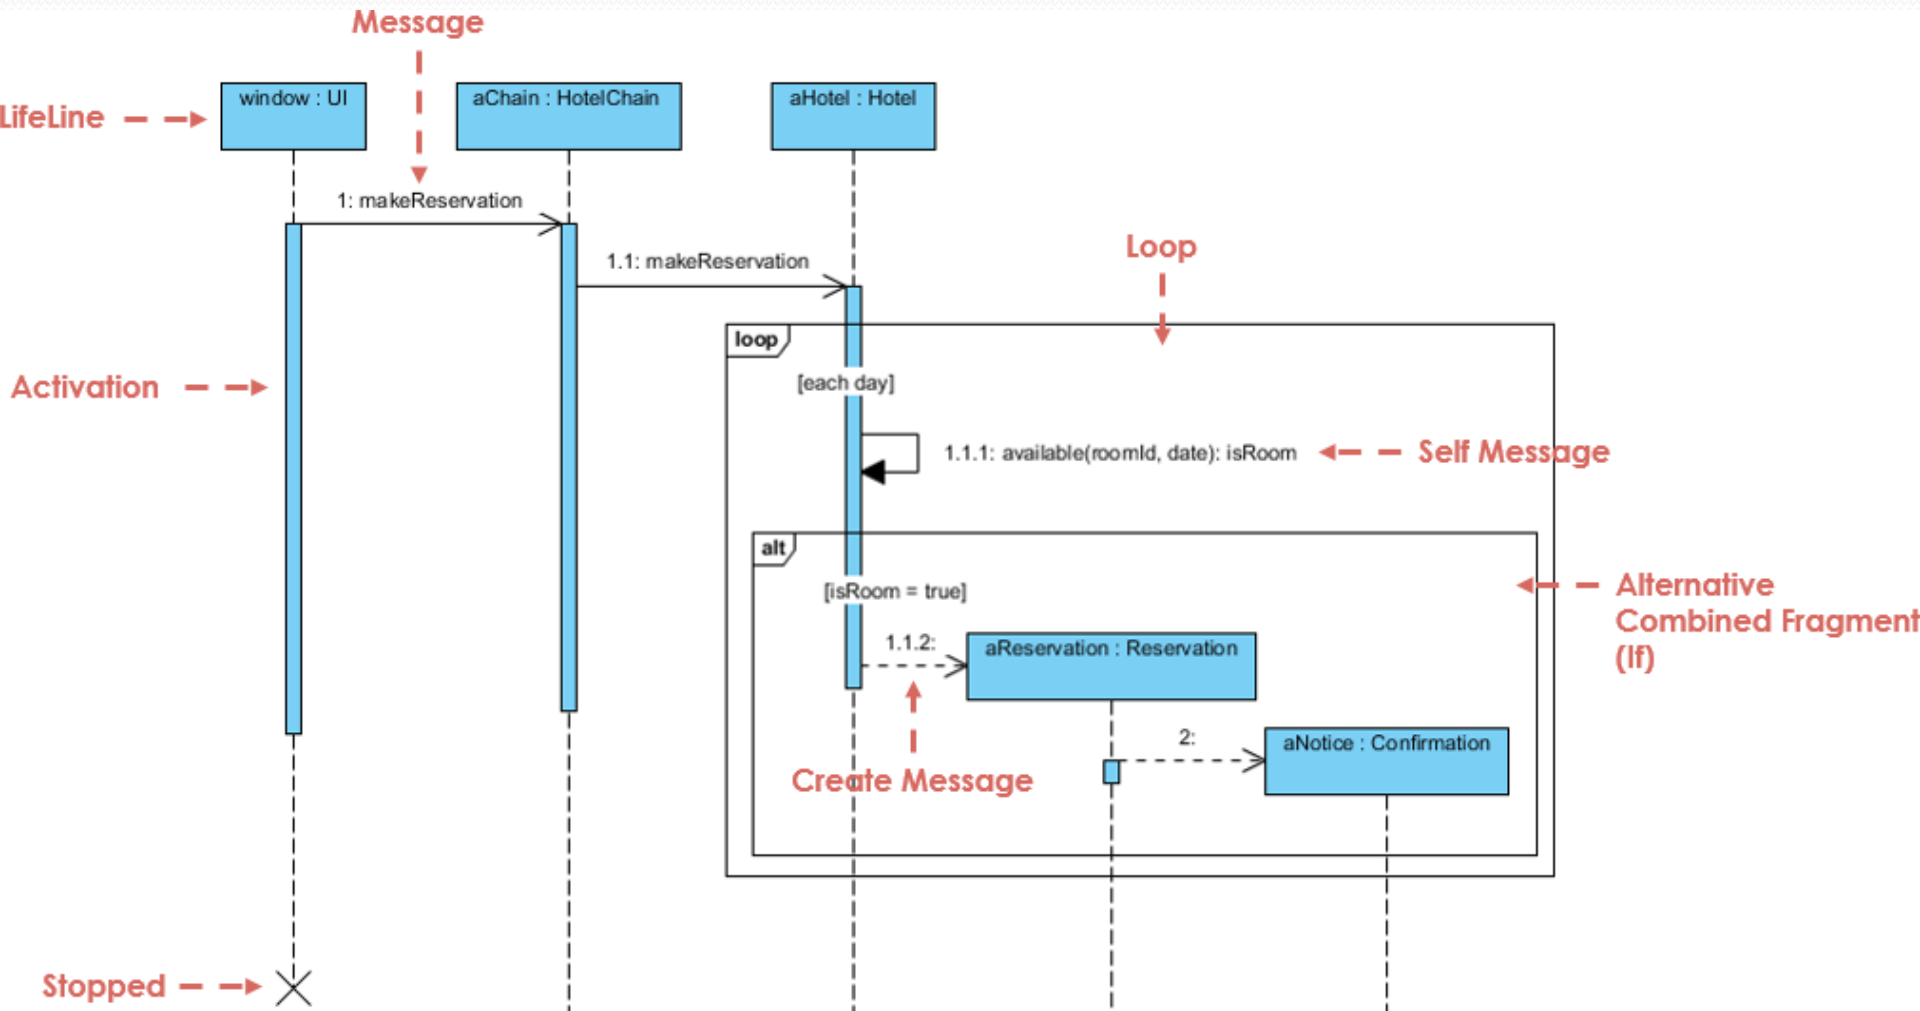 Message
window : UI
aChain : HotelChain
aHotel : Hotel
LifeLine
1: makeReservation
1.1: makeReservation
Loop
loop
[each day]
Activation
1.1.1: available(roomId, date): isRoom
Self Message
alt
[isRoom = true]
Alternative
Combined Fragment
(If)
1.1.2:
aReservation : Reservation
2:
aNotice : Confirmation
Create Message
Stopped